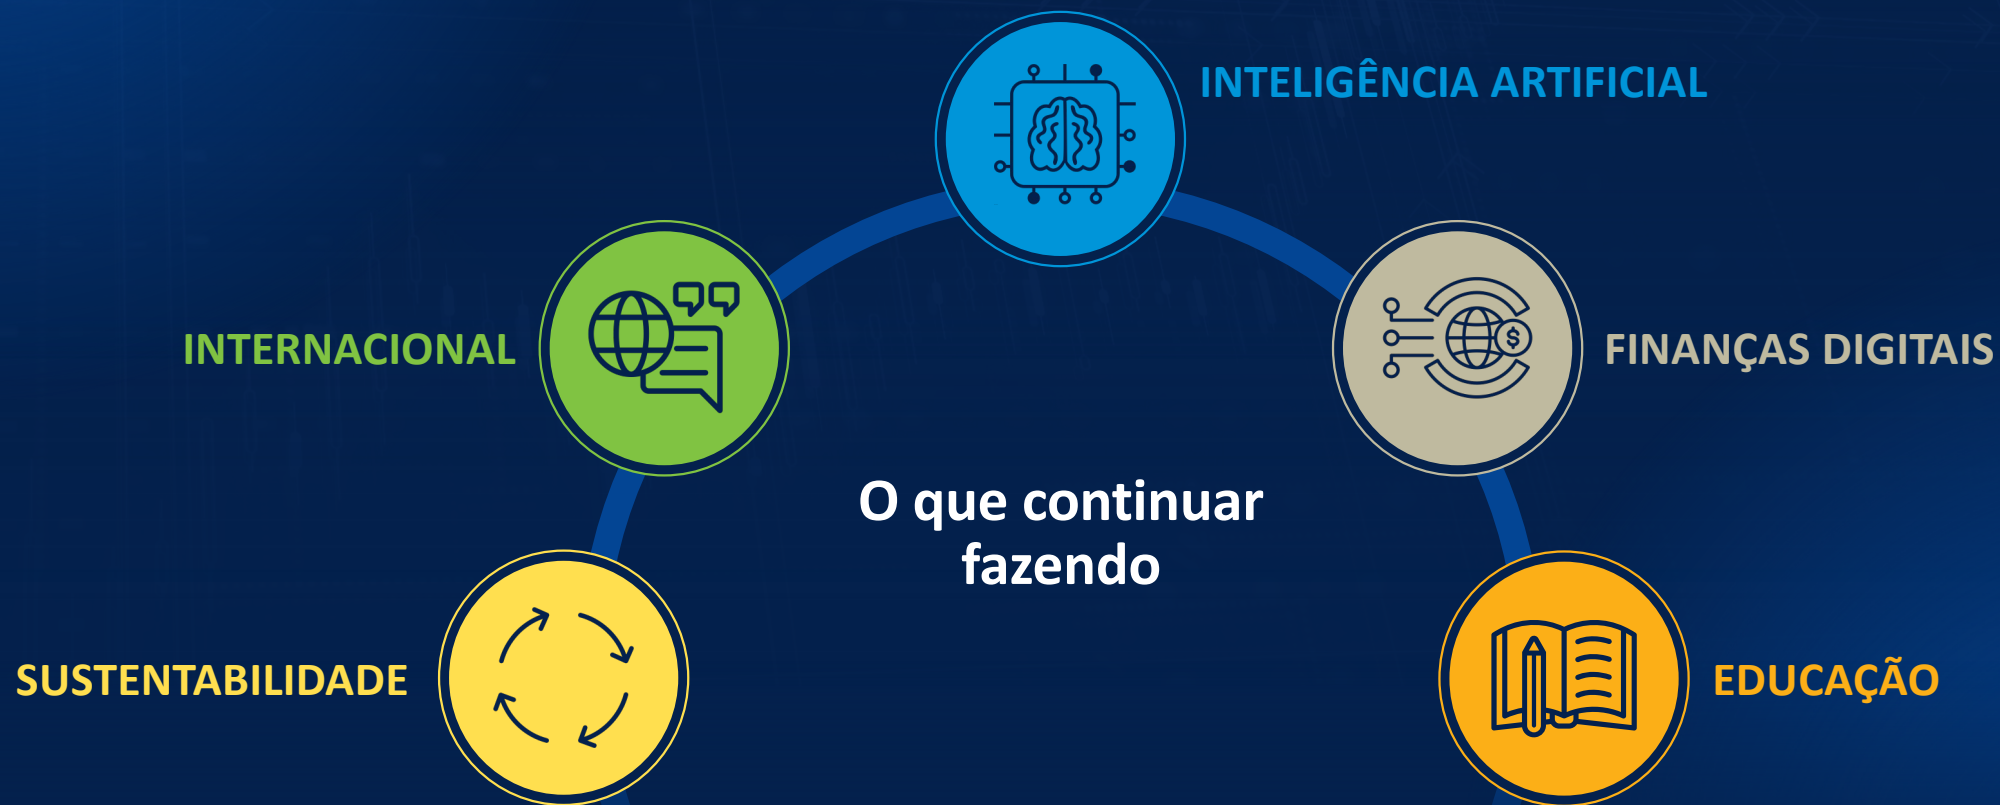 INTELIGÊNCIA ARTIFICIAL
INTERNACIONAL
FINANÇAS DIGITAIS
O que continuar
fazendo
SUSTENTABILIDADE
EDUCAÇÃO